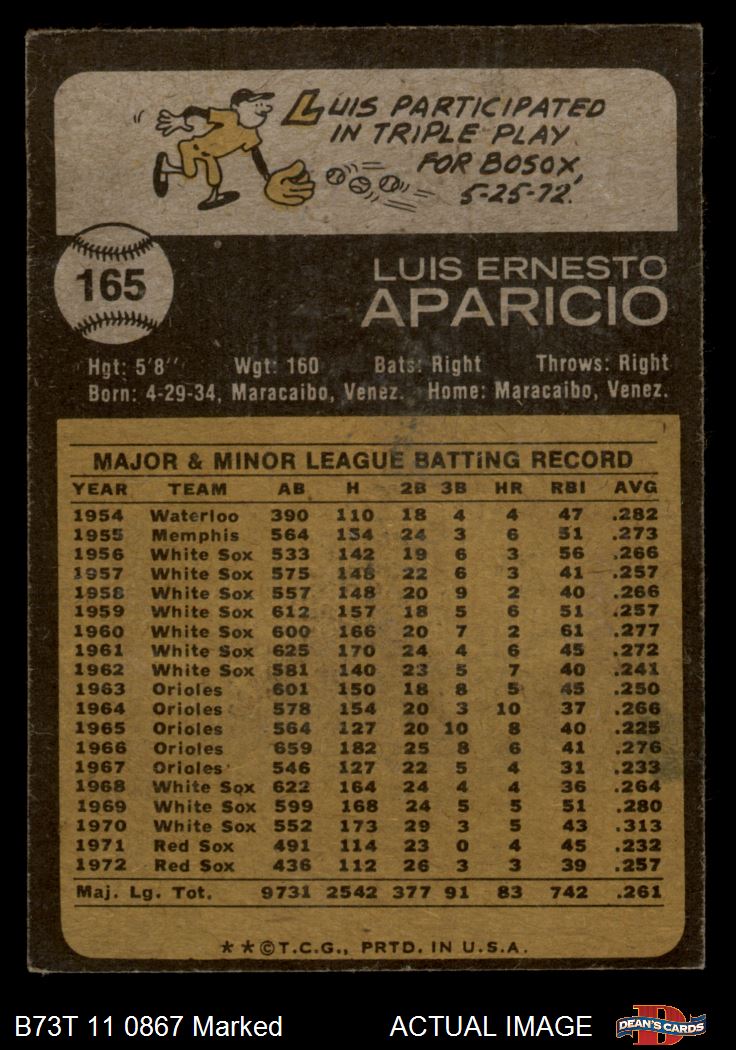 LUIS PARTICIPATED
IN TRIPLE PLAY
FOR BOSOX,
5-25-72.
165
LUIS ERNESTO
APARICIO
Hgt: 5'8" Wgt: 160 Bats: Right Throws: Right
Born: 4-29-34, Maracaibo, Venez. Home: Maracaibo, Venez.
MAJOR & MINOR LEAGUE BATTING RECORD
YEAR TEAM AB H 2B 3B HR RBI AVG
1954 Waterloo 390 110 18 4 4 47 .282
1955 Memphis 564 154 24 3 6 51 .273
1956 White Sox 533 142 19 6 3 56 .266
1957 White Sox 575 148 22 6 3 41 .257
1958 White Sox 557 148 20 9 2 40 .266
1959 White Sox 612 157 18 5 6 51 .257
1960 White Sox 600 166 20 7 2 61 .277
1961 White Sox 625 170 24 4 6 45 .272
1962 White Sox 581 140 23 5 7 40 .241
1963 Orioles 601 150 18 8 5 45 .250
1964 Orioles 578 154 20 3 10 37 .266
1965 Orioles 564 127 20 10 8 40 .225
1966 Orioles 659 182 25 8 6 41 .276
1967 Orioles 546 127 22 5 4 31 .233
1968 White Sox 622 164 24 4 4 36 .264
1969 White Sox 599 168 24 5 5 51 .280
1970 White Sox 552 173 29 3 5 43 .313
1971 Red Sox 491 114 23 0 4 45 .232
1972 Red Sox 436 112 26 3 3 39 .257
Maj. Lg. Tot. 9731 2542 377 91 83 742 .261
★★©T.C.G., PRTD. IN U.S.A.
B73T 11 0867 Marked ACTUAL IMAGE DEAN'S CARDS